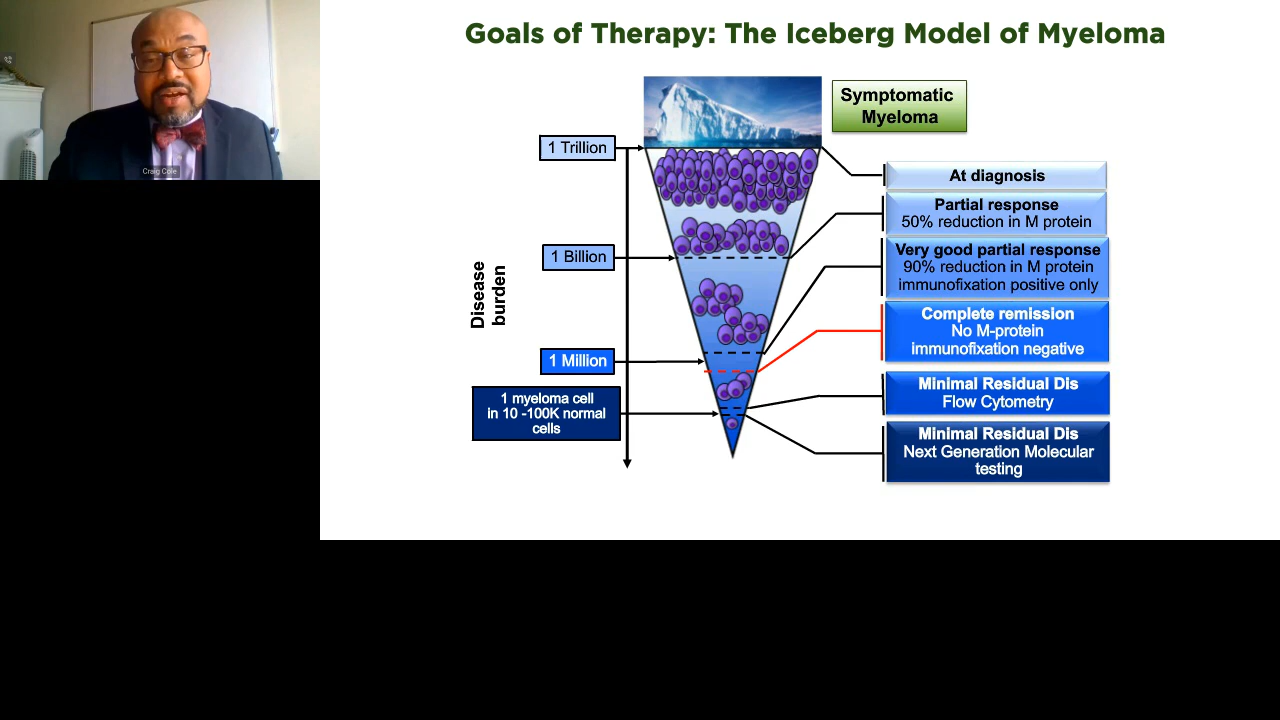 Goals of Therapy: The Iceberg Model of Myeloma
Craig Cole
Symptomatic
Myeloma
1 Trillion
At diagnosis
Partial response
50% reduction in M protein
1 Billion
Very good partial response
90% reduction in M protein
immunofixation positive only
Disease
burden
Complete remission
No M-protein
immunofixation negative
1 Million
Minimal Residual Dis
Flow Cytometry
1 myeloma cell
in 10 -100K normal
cells
Minimal Residual Dis
Next Generation Molecular
testing